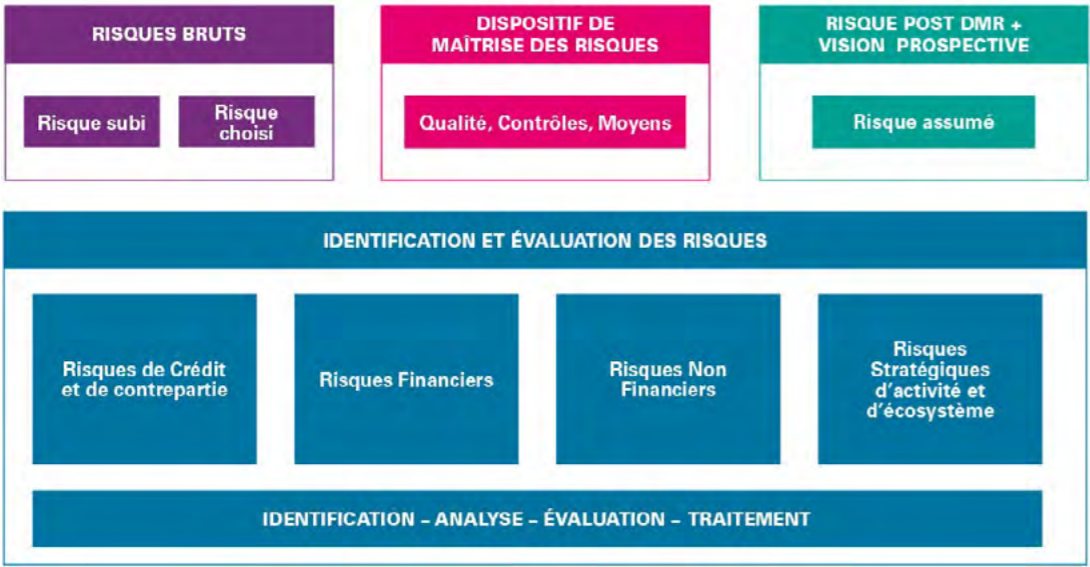 RISQUES BRUTS
Risque subi
Risque
choisi
DISPOSITIF DE
MAÎTRISE DES RISQUES
Qualité, Contrôles, Moyens
RISQUE POST DMR +
VISION PROSPECTIVE
Risque assumé
IDENTIFICATION ET ÉVALUATION DES RISQUES
Risques de Crédit
et de contrepartie
Risques Financiers
Risques Non
Financiers
Risques
Stratégiques
d'activité et
d'écosystème
IDENTIFICATION – ANALYSE – ÉVALUATION – TRAITEMENT